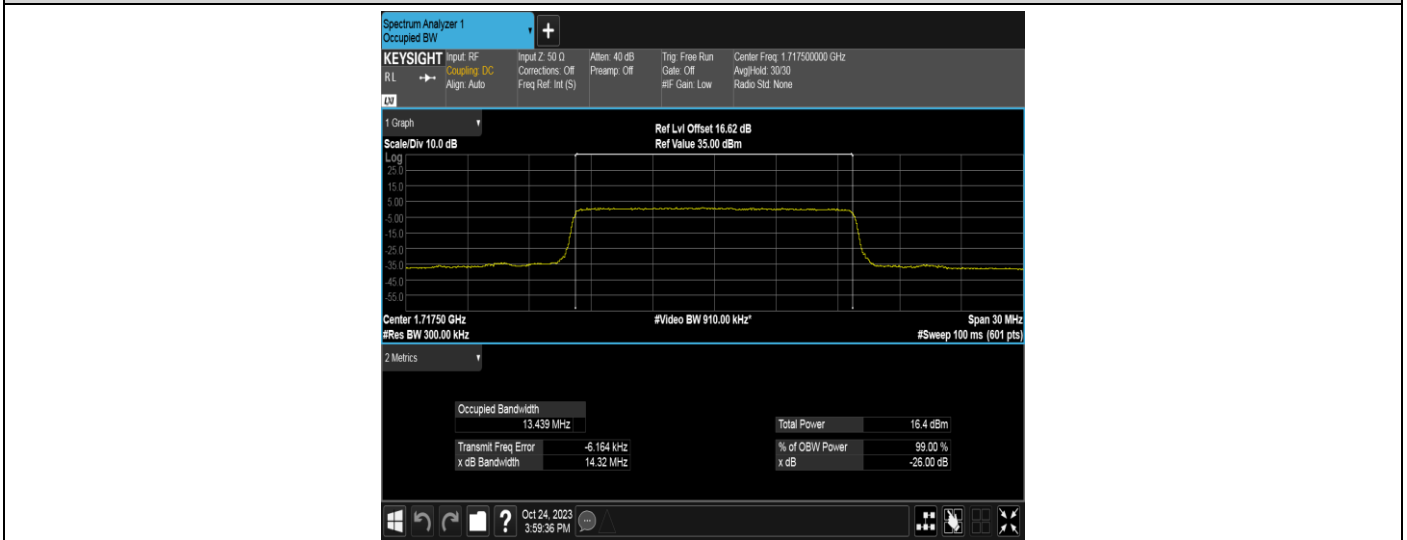 Spectrum Analyzer 1
Occupied BW
+
KEYSIGHT Input: RF Input Z: 50 Ω Atten: 40 dB Trig: Free Run Center Freq: 1.717500000 GHz
RL Coupling: DC Corrections: Off Preamp: Off Gate: Off Avg|Hold: 30/30
Align: Auto Freq Ref: Int (S) #IF Gain: Low Radio Std: None
LXI
1 Graph
Ref Lvl Offset 16.62 dB
Scale/Div 10.0 dB Ref Value 35.00 dBm
Log
25.0
15.0
5.00
-5.00
-15.0
-25.0
-35.0
-45.0
-55.0
Center 1.71750 GHz #Video BW 910.00 kHz* Span 30 MHz
#Res BW 300.00 kHz #Sweep 100 ms (601 pts)
2 Metrics
Occupied Bandwidth
13.439 MHz Total Power 16.4 dBm
Transmit Freq Error -6.164 kHz % of OBW Power 99.00 %
x dB Bandwidth 14.32 MHz x dB -26.00 dB
? Oct 24, 2023
3:59:36 PM